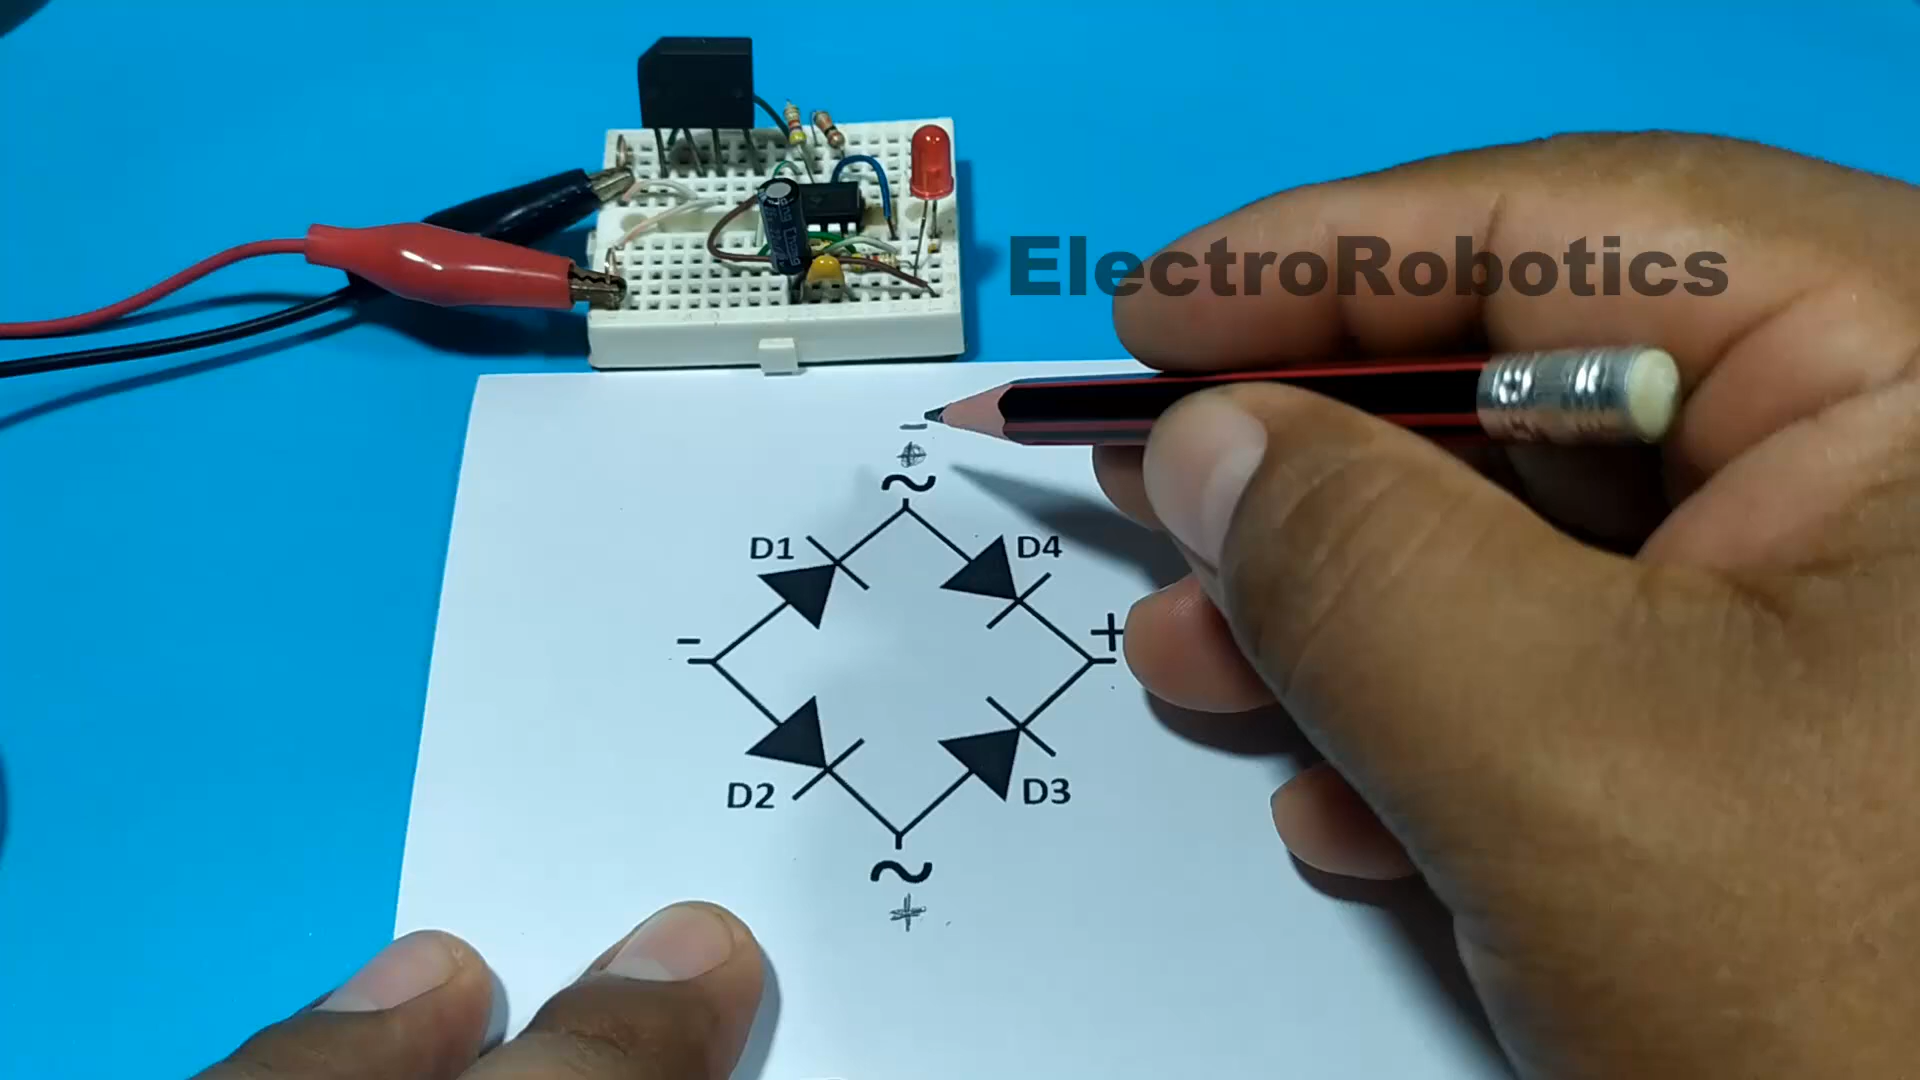 ElectroRobotics
-
~
D1
D4
-
+
D2
D3
~
+